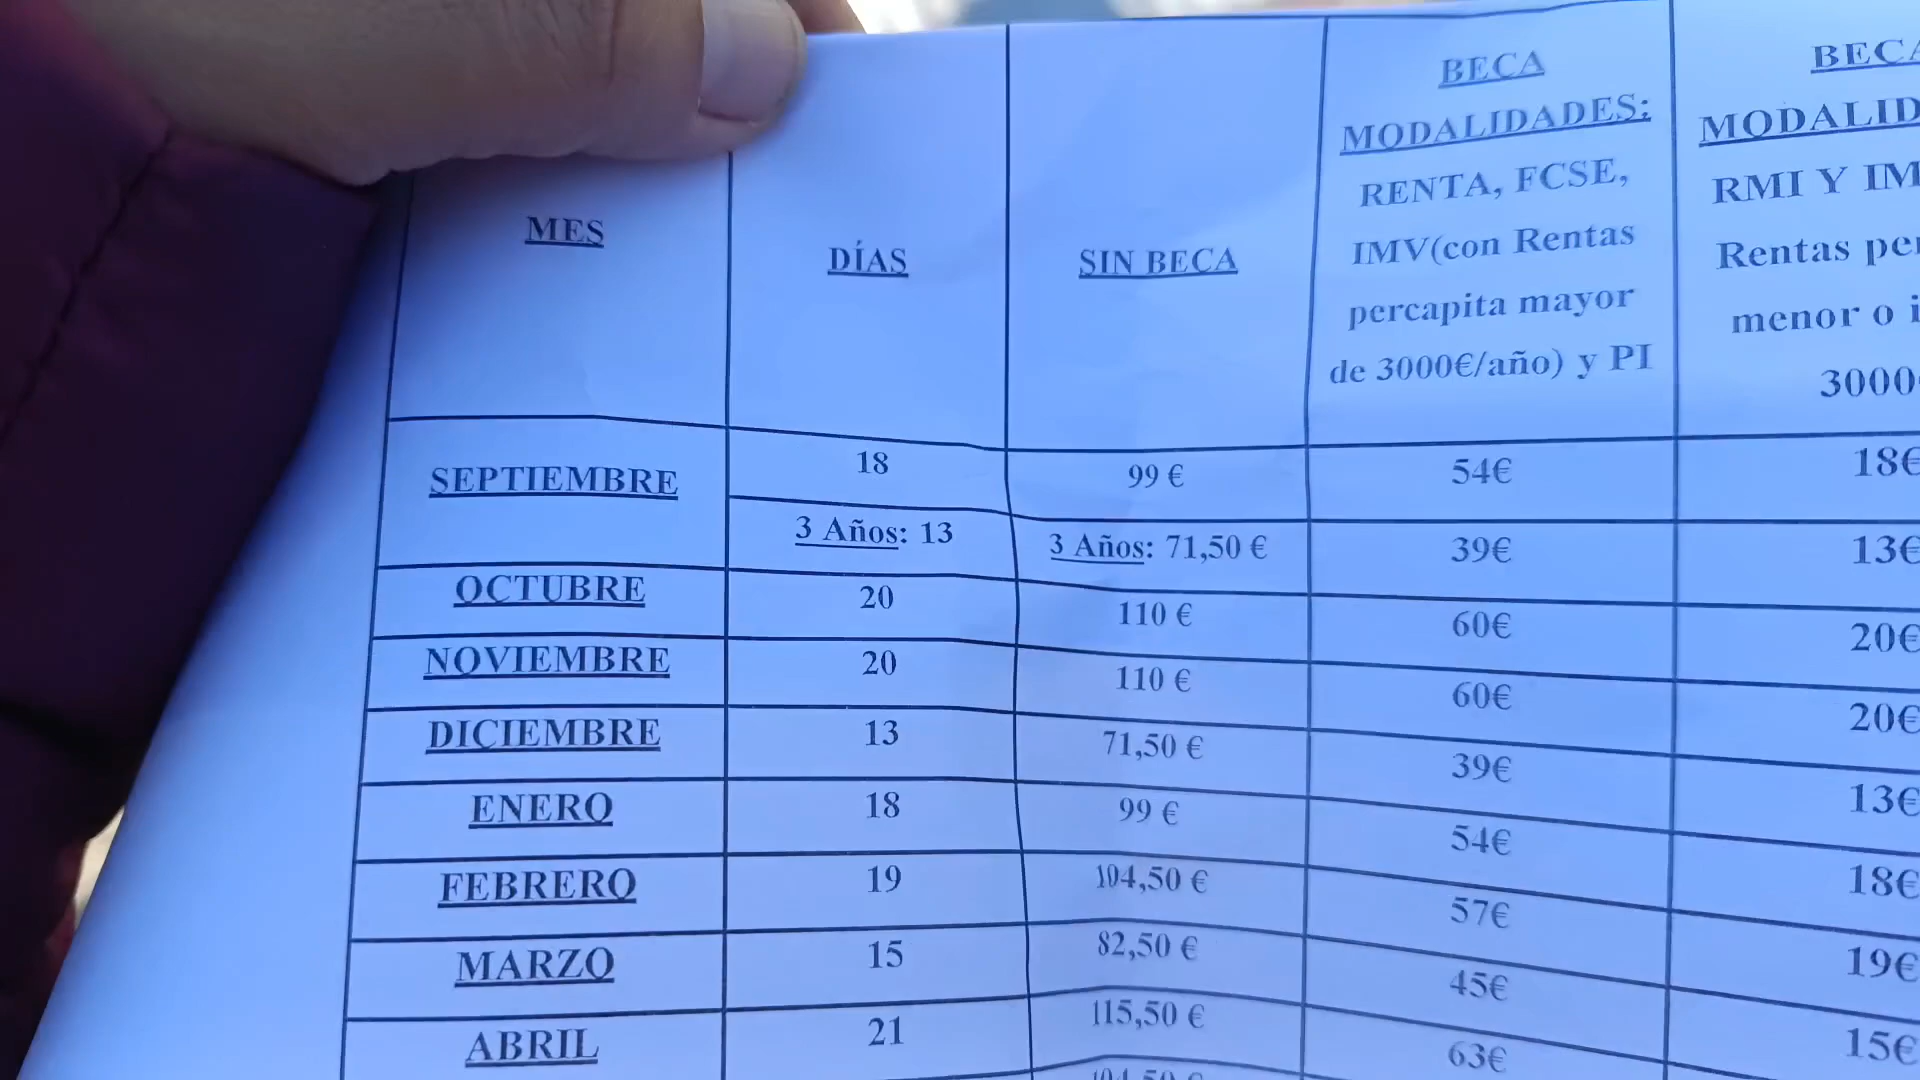 MES
DÍAS
SIN BECA
BECA
MODALIDADES:
RENTA, FCSE,
IMV(con Rentas
percapita mayor
de 3000€/año) y PI
BECA
MODALID
RMI Y IM
Rentas per
menor o i
3000
SEPTIEMBRE 18 99 € 54€ 18€
3 Años: 13 3 Años: 71,50 € 39€ 13€
OCTUBRE 20 110 € 60€ 20€
NOVIEMBRE 20 110 € 60€ 20€
DICIEMBRE 13 71,50 € 39€ 13€
ENERO 18 99 € 54€ 18€
FEBRERO 19 104,50 € 57€ 19€
MARZO 15 82,50 € 45€ 15€
ABRIL 21 115,50 € 63€